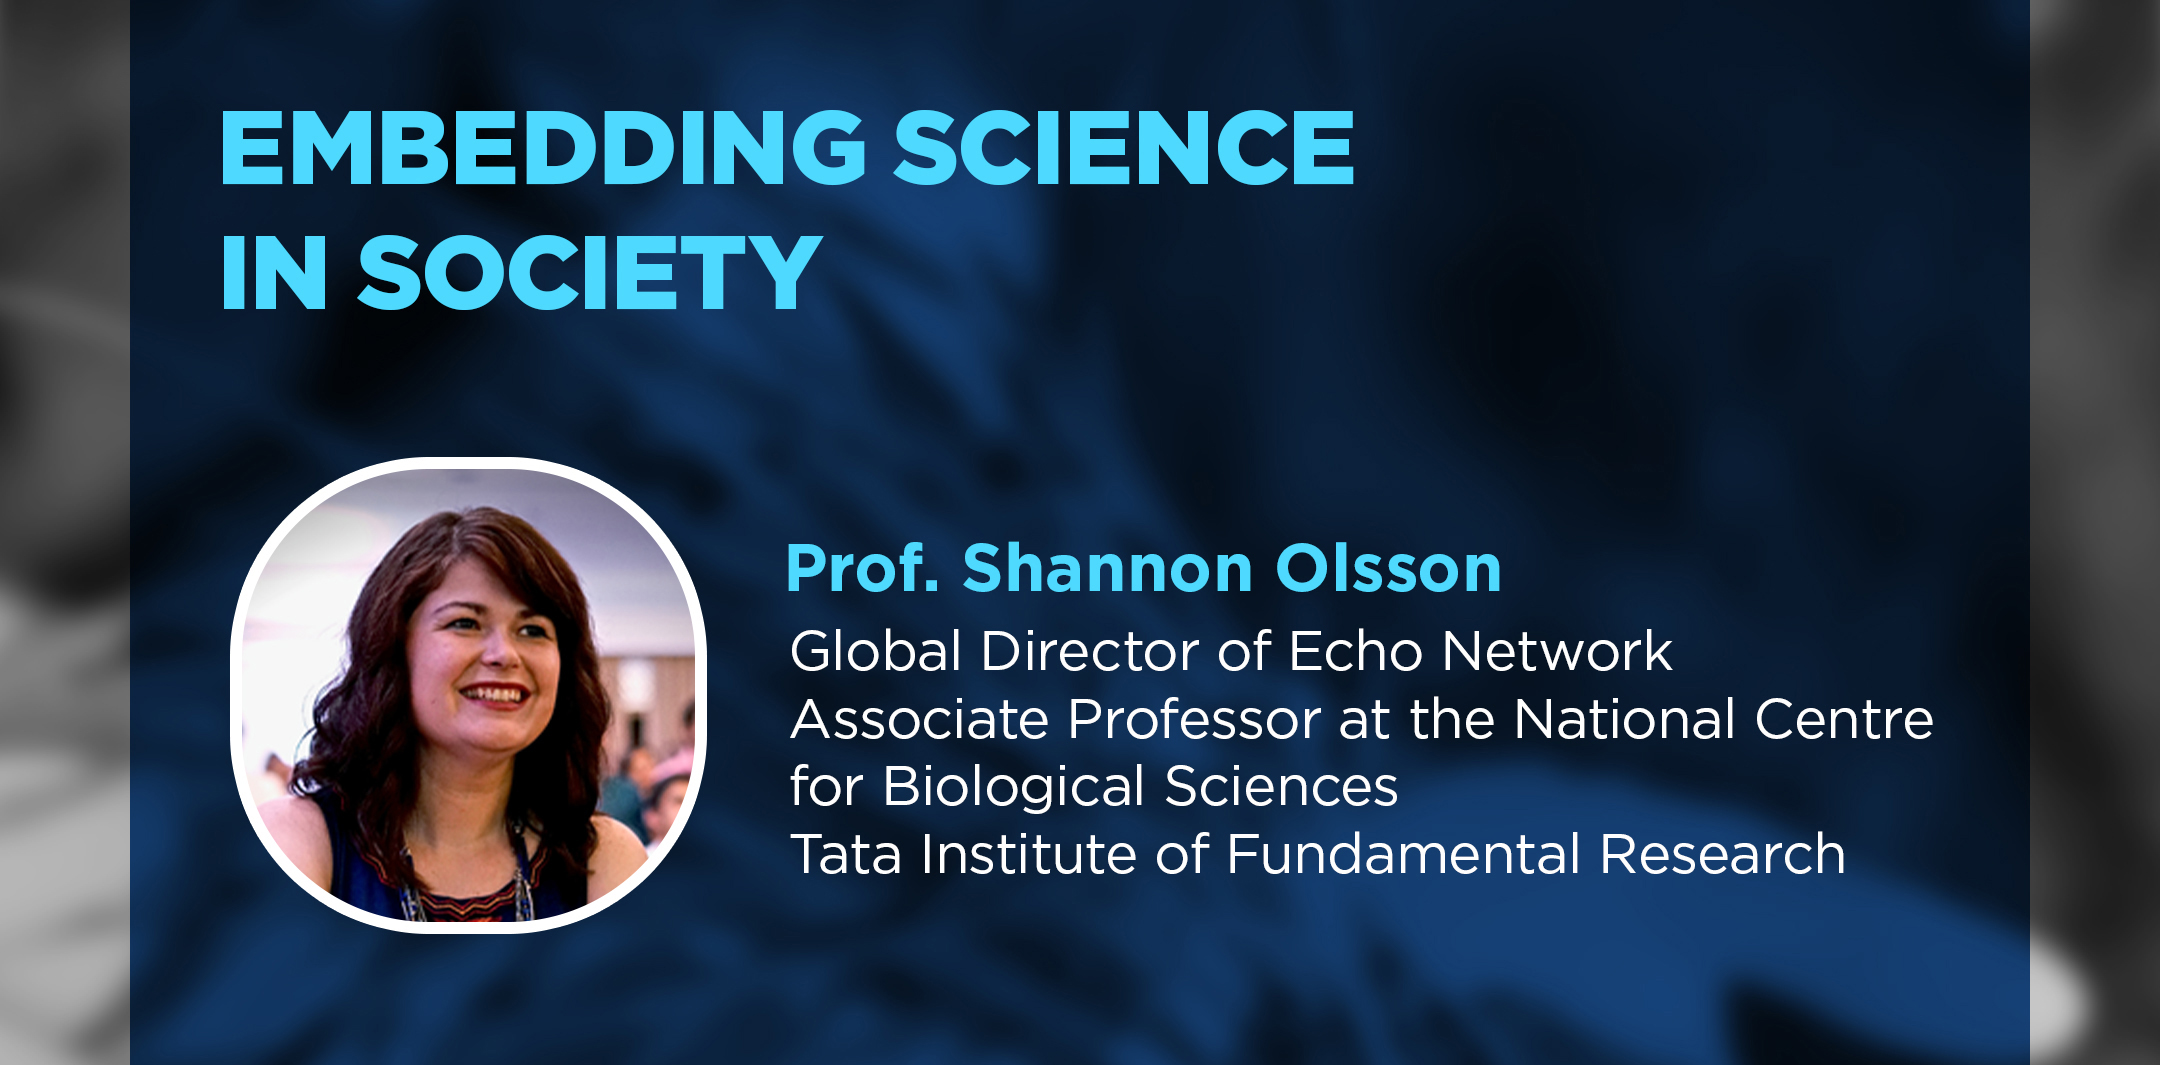 EMBEDDING SCIENCE
IN SOCIETY
Prof. Shannon Olsson
Global Director of Echo Network
Associate Professor at the National Centre
for Biological Sciences
Tata Institute of Fundamental Research